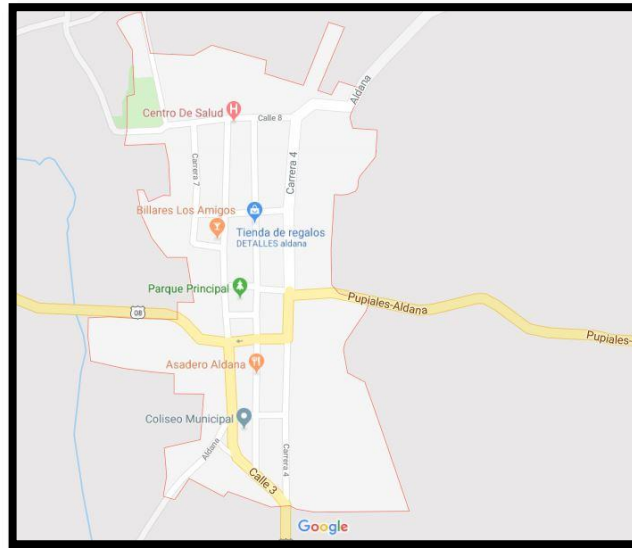 Aldana
Centro De Salud
H
Calle 8
Carrera 7
Carrera 4
Billares Los Amigos
Tienda de regalos
DETALLES aldana
Parque Principal
Pupiales-Aldana
08
Pupiales-
Asadero Aldana
Coliseo Municipal
Aldana
Carrera 4
Calle 3
Google